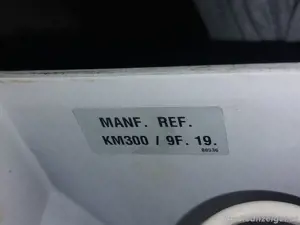 MANF. REF.
KM300 / 9F. 19.